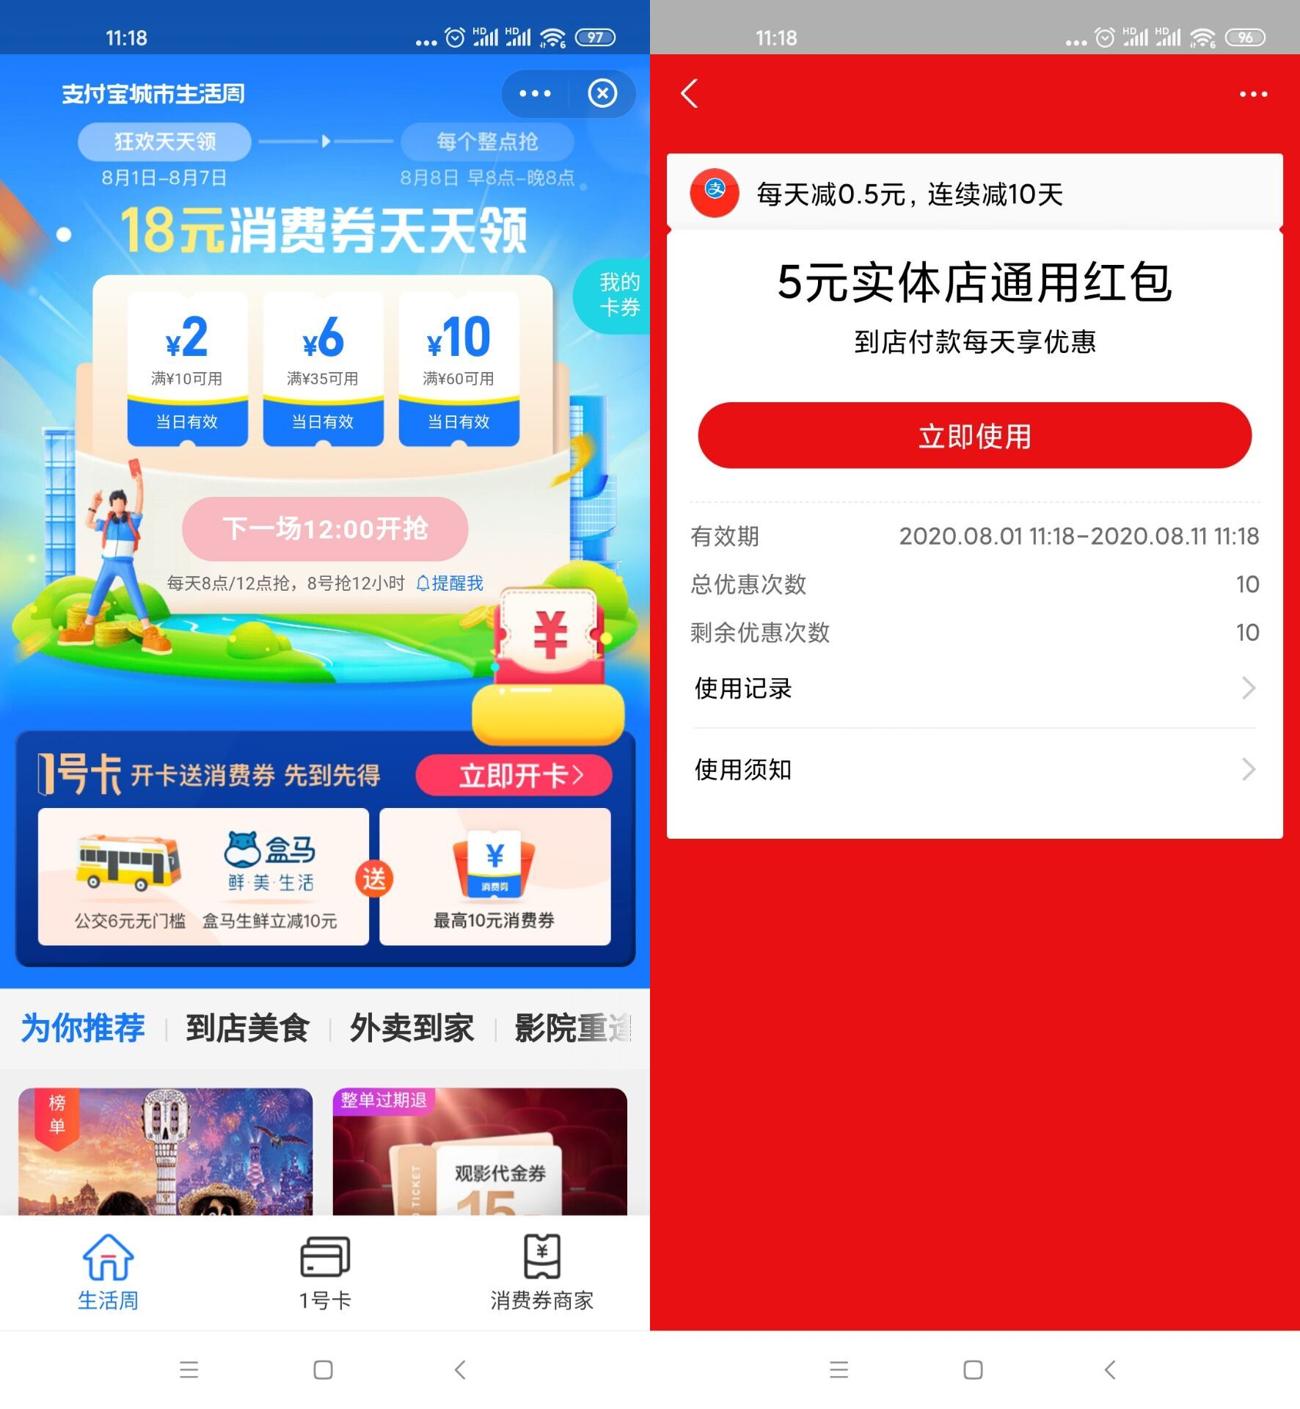 11:18
HD HD 6 97
支付宝城市生活周
狂欢天天领
每个整点抢
8月1日-8月7日
8月8日 早8点-晚8点
18元消费券天天领
我的
卡券
¥2
¥6
¥10
满¥10可用
满¥35可用
满¥60可用
当日有效
当日有效
当日有效
下一场12:00开抢
每天8点/12点抢，8号抢12小时 提醒我
¥
1号卡 开卡送消费券 先到先得
立即开卡>
盒马
鲜·美·生活
送
¥
消费券
公交6元无门槛
盒马生鲜立减10元
最高10元消费券
为你推荐
到店美食
外卖到家
影院重逢
榜
单
整单过期退
观影代金券
15
TICKET
生活周
1号卡
¥
消费券商家
11:18
HD HD 6 96
支
每天减0.5元，连续减10天
5元实体店通用红包
到店付款每天享优惠
立即使用
有效期
2020.08.01 11:18-2020.08.11 11:18
总优惠次数
10
剩余优惠次数
10
使用记录
使用须知